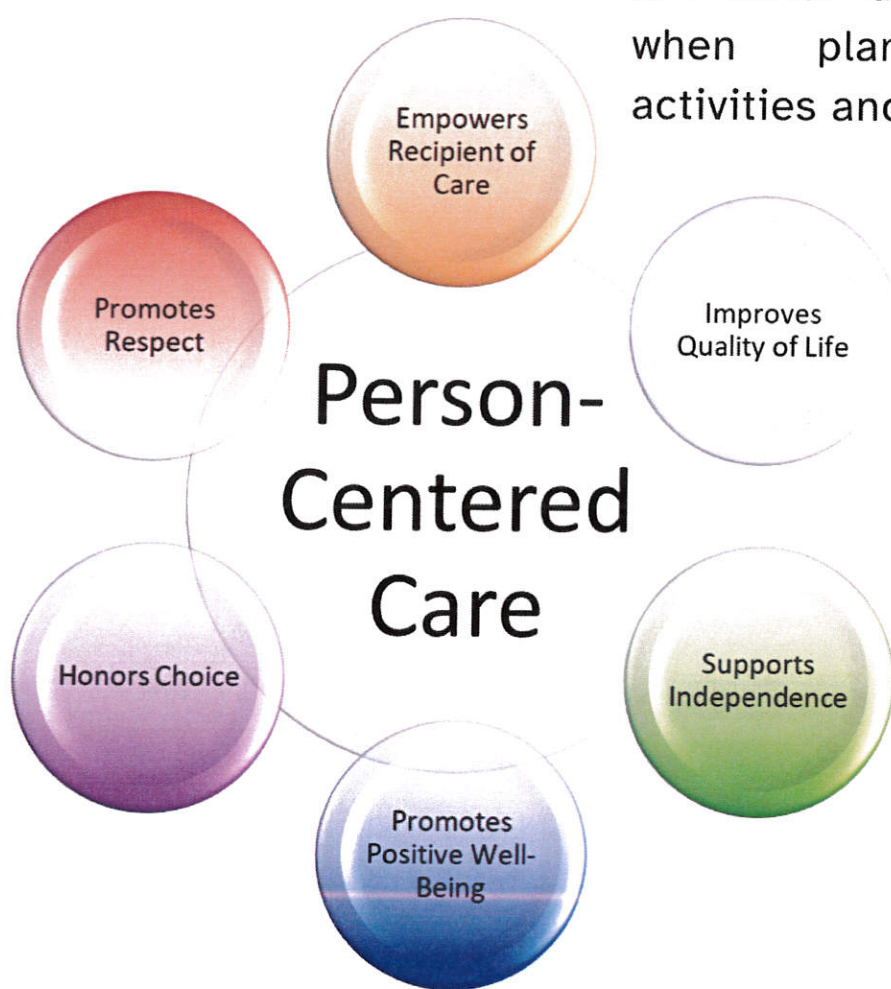 when
activities and
Empowers
Recipient of
Care
Promotes
Respect
Improves
Quality of Life
Person-
Centered
Care
Honors Choice
Supports
Independence
Promotes
Positive Well-
Being